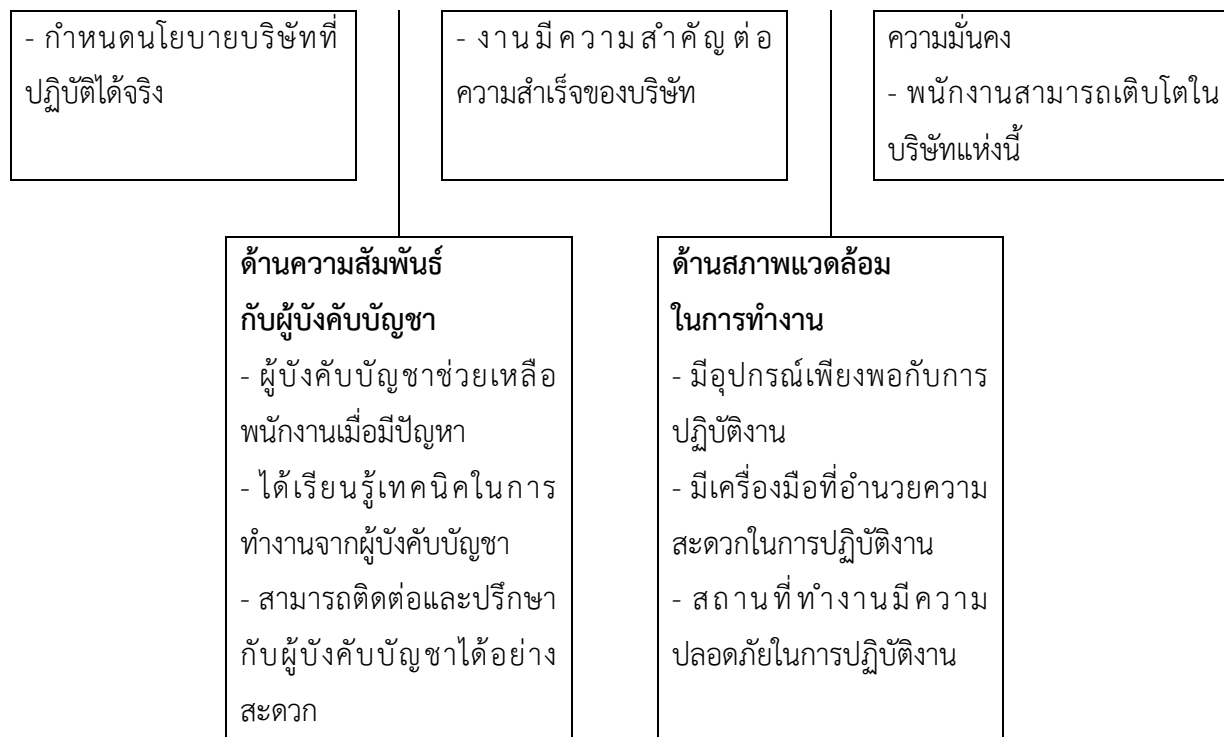 - กำหนดนโยบายบริษัทที่
ปฏิบัติได้จริง
- งานมีความสำคัญต่อ
ความสำเร็จของบริษัท
ความมั่นคง
- พนักงานสามารถเติบโตใน
บริษัทแห่งนี้
ด้านความสัมพันธ์
กับผู้บังคับบัญชา
- ผู้บังคับบัญชาช่วยเหลือ
พนักงานเมื่อมีปัญหา
- ได้เรียนรู้เทคนิคในการ
ทำงานจากผู้บังคับบัญชา
- สามารถติดต่อและปรึกษา
กับผู้บังคับบัญชาได้อย่าง
สะดวก
ด้านสภาพแวดล้อม
ในการทำงาน
- มีอุปกรณ์เพียงพอกับการ
ปฏิบัติงาน
- มีเครื่องมือที่อำนวยความ
สะดวกในการปฏิบัติงาน
- สถานที่ทำงานมีความ
ปลอดภัยในการปฏิบัติงาน